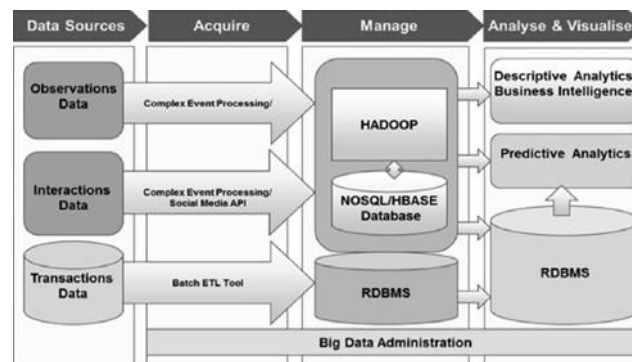 Data Sources
Acquire
Manage
Analyse & Visualise
Observations
Data
Complex Event Processing/
HADOOP
Descriptive Analytics
Business Intelligence
Predictive Analytics
Interactions
Data
Complex Event Processing/
Social Media API
NOSQL/HBASE
Database
Transactions
Data
Batch ETL Tool
RDBMS
RDBMS
Big Data Administration